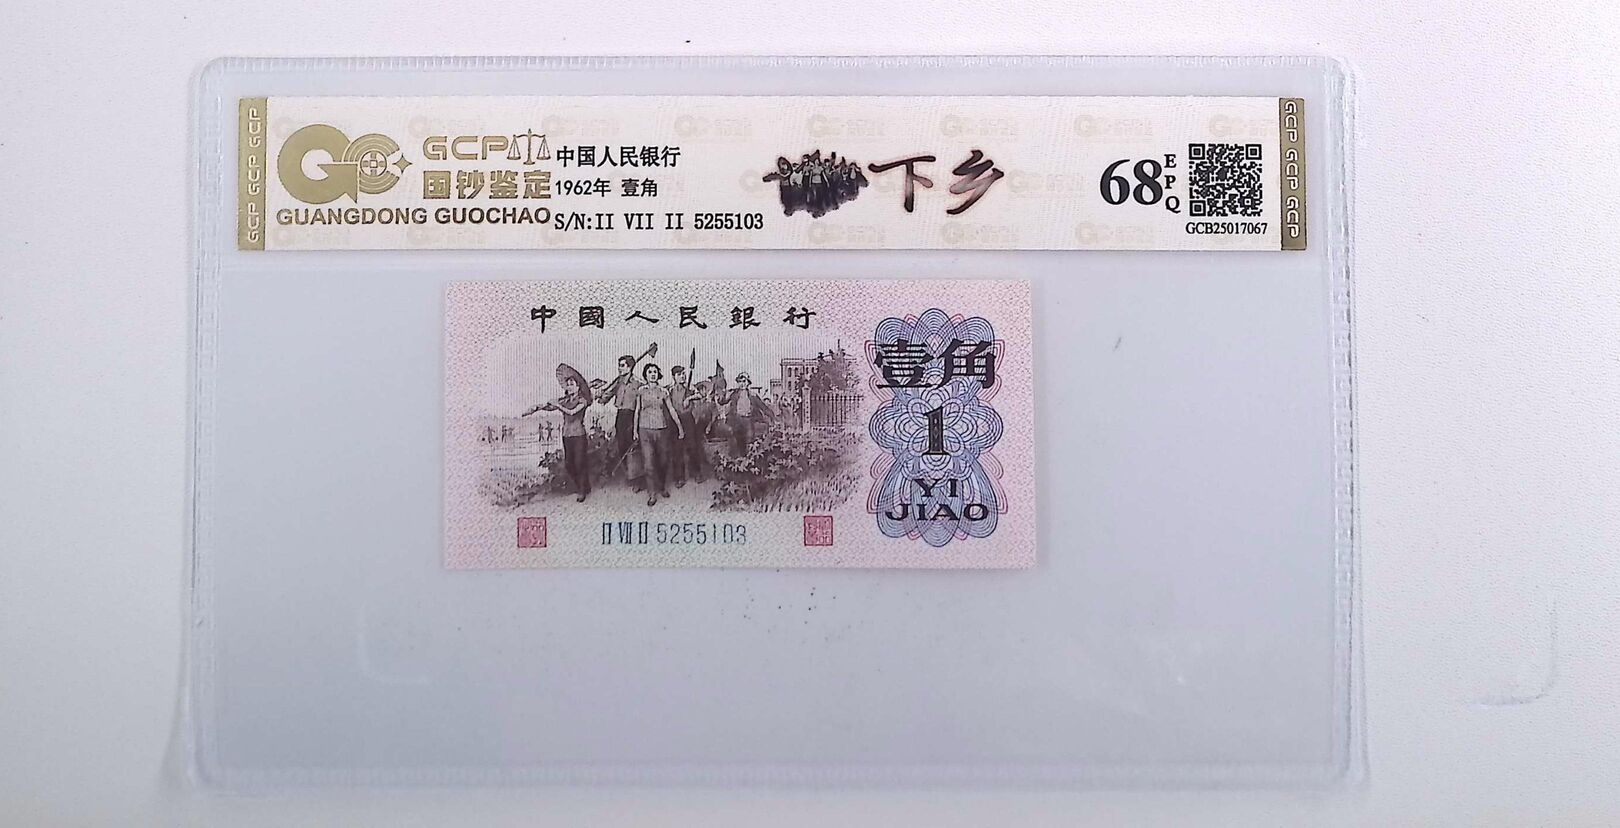 GCP GCP GCP
GCP
国钞鉴定
GUANGDONG GUOCHAO
中国人民银行
1962年 壹角
S/N:II VII II 5255103
下乡
68
EPQ
GCB25017067
GCP GCP GCP
中國人民銀行
壹角
1
YI
JIAO
II VII II 5255103